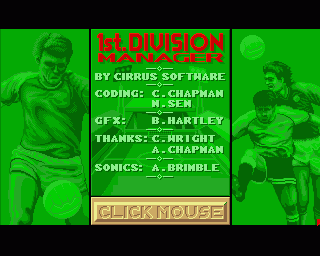 1st. DIVISION
MANAGER
BY CIRRUS SOFTWARE
CODING: C. CHAPMAN
N. SEN
GFX: B. HARTLEY
THANKS: C. WRIGHT
A. CHAPMAN
SONICS: A. BRIMBLE
CLICK MOUSE